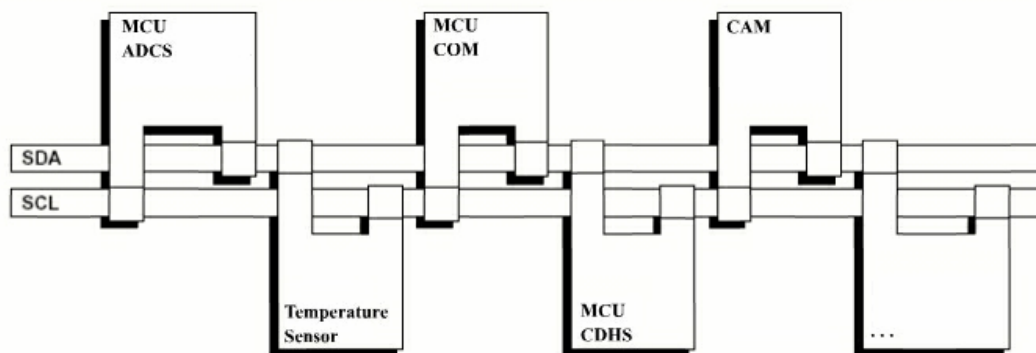 MCU
ADCS
MCU
COM
CAM
SDA
SCL
Temperature
Sensor
MCU
CDHS
...